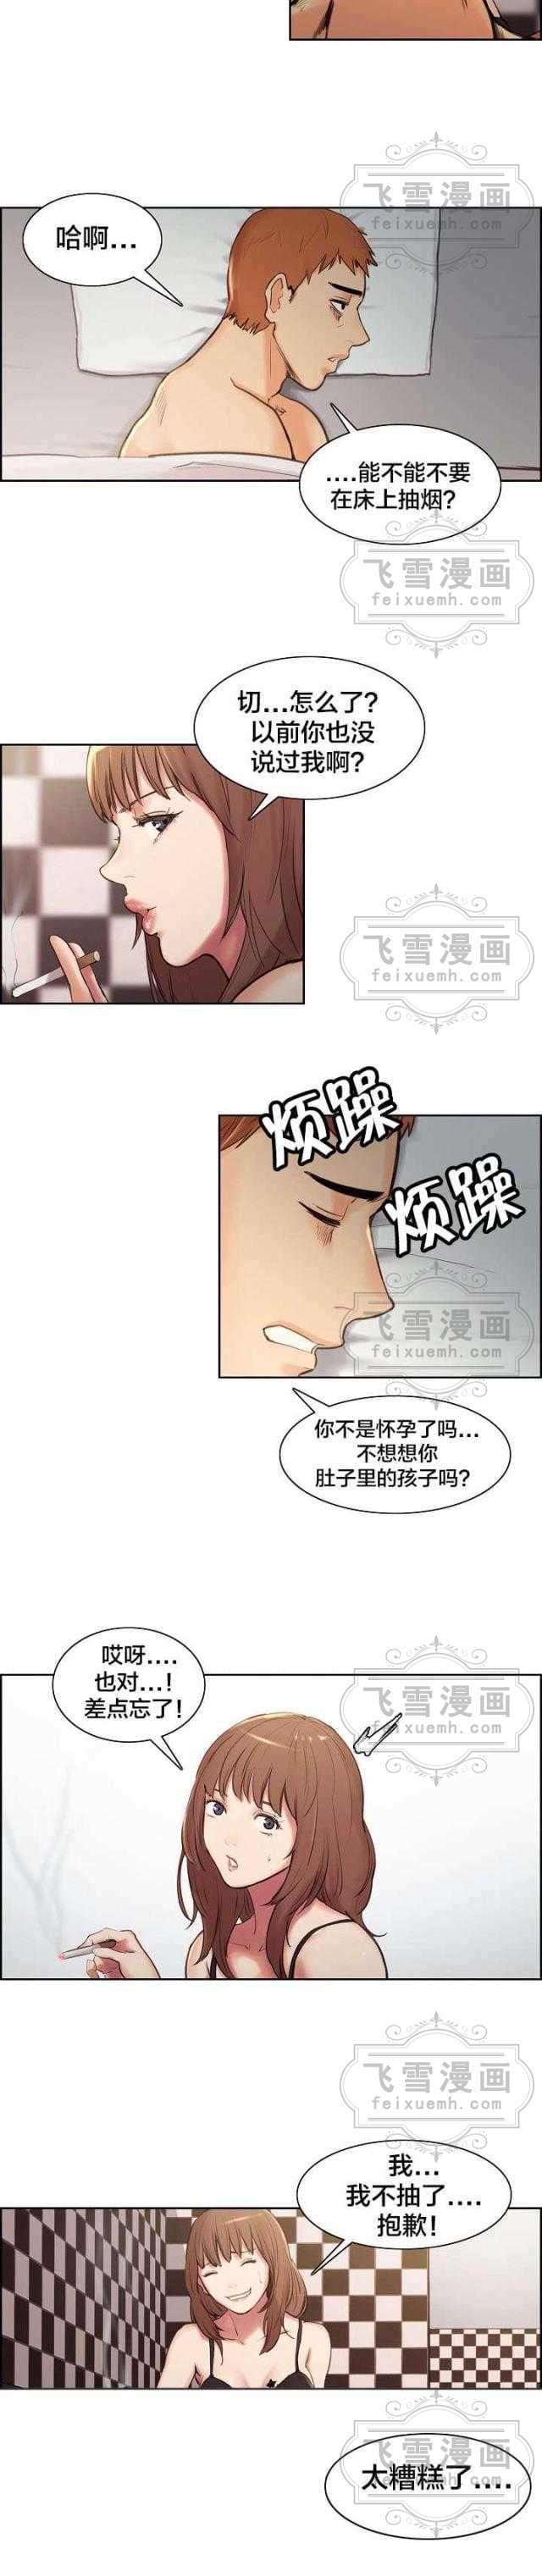 飞雪漫画
feixuemh.com
哈啊...
....能不能不要
在床上抽烟?
飞雪漫画
feixuemh.com
切...怎么了?
以前你也没
说过我啊?
飞雪漫画
feixuemh.com
烦躁
烦躁
飞雪漫画
feixuemh.com
你不是怀孕了吗...
不想想你
肚子里的孩子吗?
哎呀....
也对...!
差点忘了!
飞雪漫画
feixuemh.com
飞雪漫画
feixuemh.com
我...
我不抽了....
抱歉!
飞雪漫画
feixuemh.com
太糟糕了....